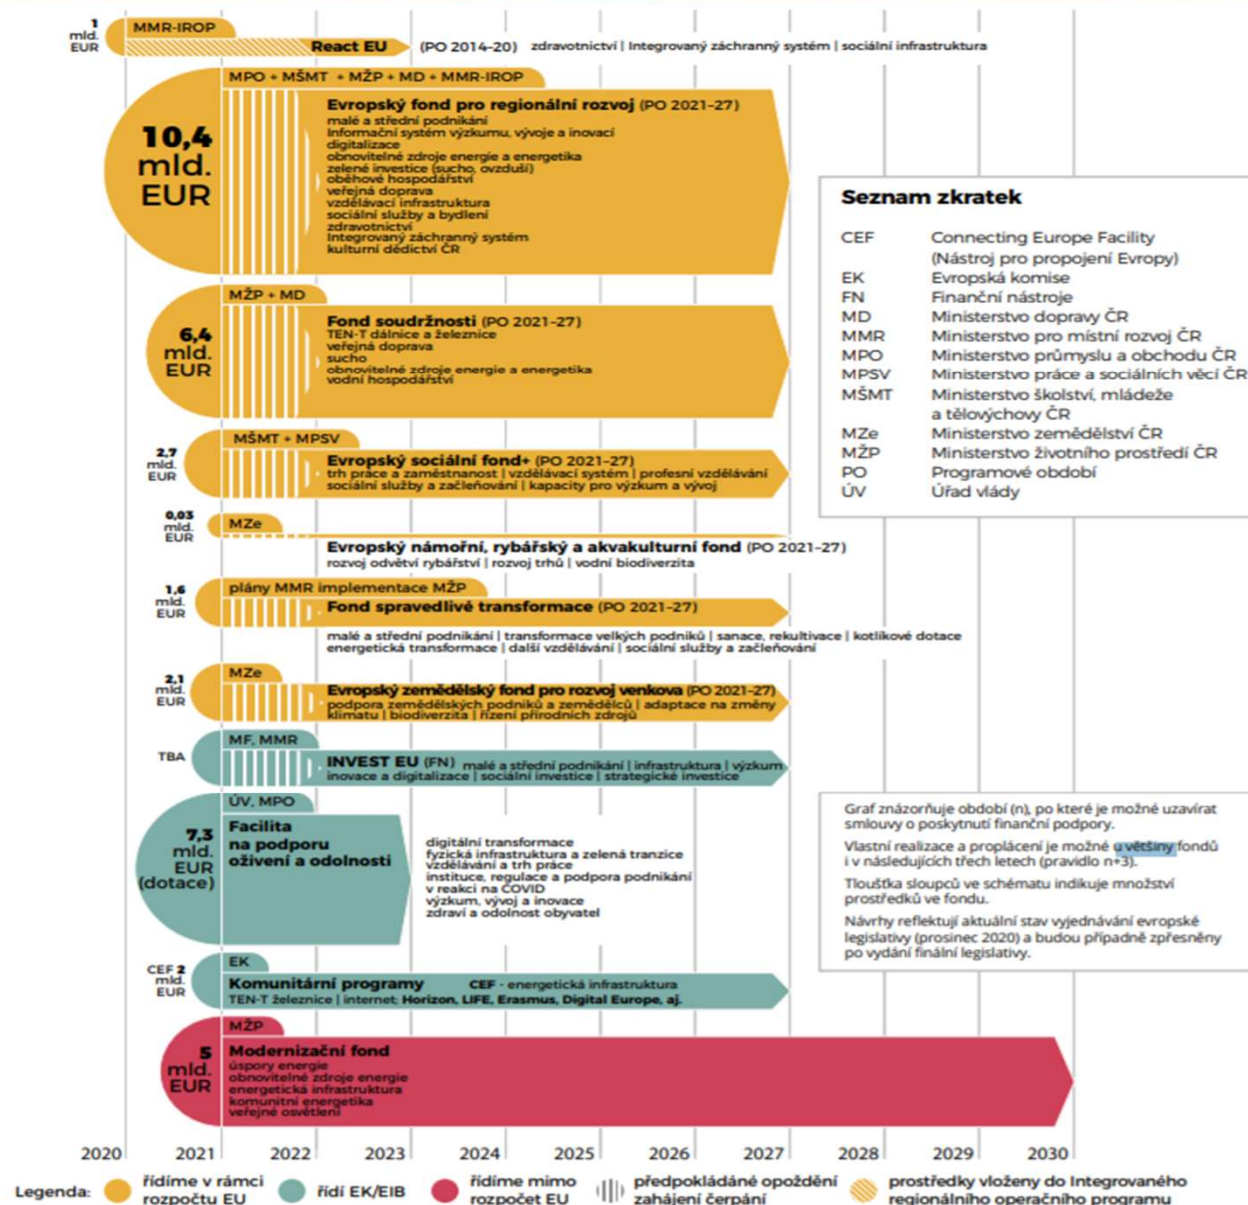 1
mld.
EUR
MMR-IROP
React EU (PO 2014–20) zdravotnictví | Integrovaný záchranný systém | sociální infrastruktura
MPO + MŠMT + MŽP + MD + MMR-IROP
10,4
mld.
EUR
Evropský fond pro regionální rozvoj (PO 2021–27)
malé a střední podnikání
Informační systém výzkumu, vývoje a inovací
digitalizace
obnovitelné zdroje energie a energetika
zelené investice (sucho, ovzduší)
oběhové hospodářství
veřejná doprava
vzdělávací infrastruktura
sociální služby a bydlení
zdravotnictví
Integrovaný záchranný systém
kulturní dědictví ČR
MŽP + MD
6,4
mld.
EUR
Fond soudržnosti (PO 2021–27)
TEN-T dálnice a železnice
veřejná doprava
sucho
obnovitelné zdroje energie a energetika
vodní hospodářství
MŠMT + MPSV
2,7
mld.
EUR
Evropský sociální fond+ (PO 2021–27)
trh práce a zaměstnanost | vzdělávací systém | profesní vzdělávání
sociální služby a začleňování | kapacity pro výzkum a vývoj
0,03
mld.
EUR
MZe
Evropský námořní, rybářský a akvakulturní fond (PO 2021–27)
rozvoj odvětví rybářství | rozvoj trhů | vodní biodiverzita
1,6
mld.
EUR
plány MMR implementace MŽP
Fond spravedlivé transformace (PO 2021–27)
malé a střední podnikání | transformace velkých podniků | sanace, rekultivace | kotlíkové dotace
energetická transformace | další vzdělávání | sociální služby a začleňování
2,1
mld.
EUR
MZe
Evropský zemědělský fond pro rozvoj venkova (PO 2021–27)
podpora zemědělských podniků a zemědělců | adaptace na změny
klimatu | biodiverzita | řízení přírodních zdrojů
TBA
MF, MMR
INVEST EU (FN) malé a střední podnikání | infrastruktura | výzkum
inovace a digitalizace | sociální investice | strategické investice
ÚV, MPO
7,3
mld.
EUR
(dotace)
Facilita
na podporu
oživení a odolnosti
digitální transformace
fyzická infrastruktura a zelená tranzice
vzdělávání a trh práce
instituce, regulace a podpora podnikání
v reakci na COVID
výzkum, vývoj a inovace
zdraví a odolnost obyvatel
CEF 2
mld.
EUR
EK
Komunitární programy CEF - energetická infrastruktura
TEN-T železnice | internet; Horizon, LIFE, Erasmus, Digital Europe, aj.
MŽP
5
mld.
EUR
Modernizační fond
úspory energie
obnovitelné zdroje energie
energetická infrastruktura
komunitní energetika
veřejné osvětlení
Seznam zkratek
CEF Connecting Europe Facility
(Nástroj pro propojení Evropy)
EK Evropská komise
FN Finanční nástroje
MD Ministerstvo dopravy ČR
MMR Ministerstvo pro místní rozvoj ČR
MPO Ministerstvo průmyslu a obchodu ČR
MPSV Ministerstvo práce a sociálních věcí ČR
MŠMT Ministerstvo školství, mládeže
a tělovýchovy ČR
MZe Ministerstvo zemědělství ČR
MŽP Ministerstvo životního prostředí ČR
PO Programové období
ÚV Úřad vlády
Graf znázorňuje období (n), po které je možné uzavírat
smlouvy o poskytnutí finanční podpory.
Vlastní realizace a proplácení je možné u většiny fondů
i v následujících třech letech (pravidlo n+3).
Tloušťka sloupců ve schématu indikuje množství
prostředků ve fondu.
Návrhy reflektují aktuální stav vyjednávání evropské
legislativy (prosinec 2020) a budou případně zpřesněny
po vydání finální legislativy.
2020 2021 2022 2023 2024 2025 2026 2027 2028 2029 2030
Legenda: řídíme v rámci
rozpočtu EU
řídí EK/EIB
řídíme mimo
rozpočet EU
předpokládáné opoždění
zahájení čerpání
prostředky vloženy do Integrovaného
regionálního operačního programu